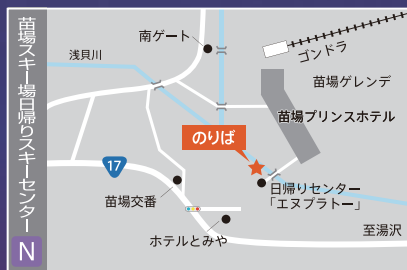 苗場スキー場日帰りスキーセンター
N
南ゲート
浅貝川
ゴンドラ
苗場ゲレンデ
苗場プリンスホテル
のりば
17
苗場交番
日帰りセンター
「エヌプラトー」
至湯沢
ホテルとみや